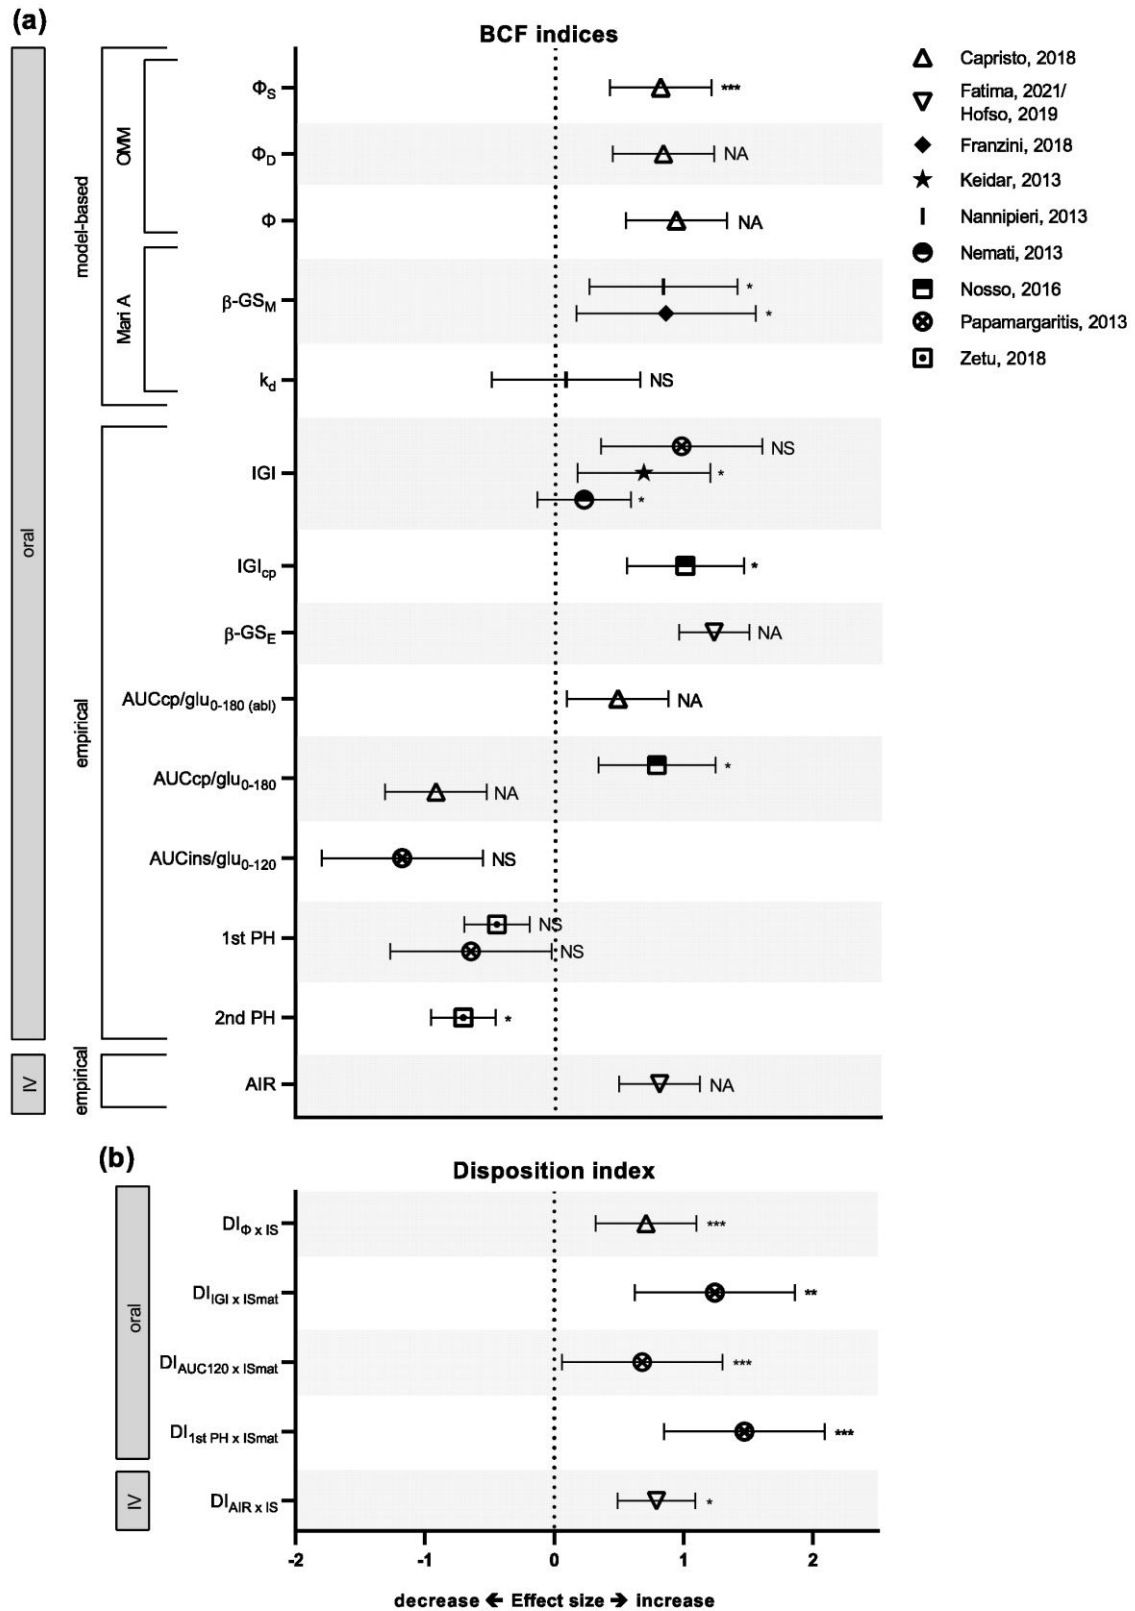 (a)
BCF indices
oral
model-based
OMM
ΦS
***
ΦD
NA
Φ
NA
Mari A
β-GSM
*
*
kd
NS
empirical
IGI
NS
*
*
IGIcp
*
β-GSE
NA
AUCcp/glu0-180 (abl)
NA
AUCcp/glu0-180
*
NA
AUCins/glu0-120
NS
1st PH
NS
NS
2nd PH
*
IV
empirical
AIR
NA
Capristo, 2018
Fatima, 2021/
Hofso, 2019
Franzini, 2018
Keidar, 2013
Nannipieri, 2013
Nemati, 2013
Nosso, 2016
Papamargaritis, 2013
Zetu, 2018
(b)
Disposition index
oral
DIΦ x IS
***
DIIGI x ISmat
**
DIAUC120 x ISmat
***
DI1st PH x ISmat
***
IV
DIAIR x IS
*
-2 -1 0 1 2
decrease ← Effect size → increase